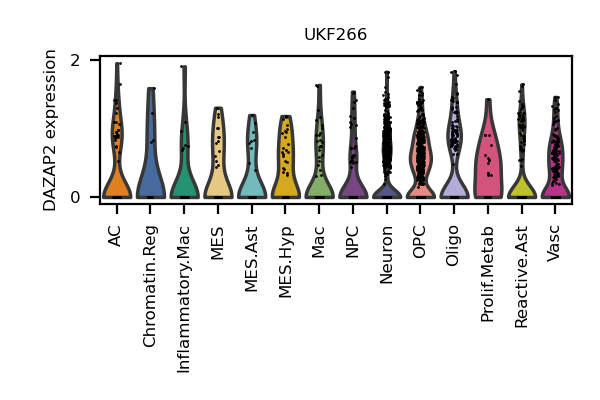 UKF266
DAZAP2 expression
2
0
AC
Chromatin.Reg
Inflammatory.Mac
MES
MES.Ast
MES.Hyp
Mac
NPC
Neuron
OPC
Oligo
Prolif.Metab
Reactive.Ast
Vasc